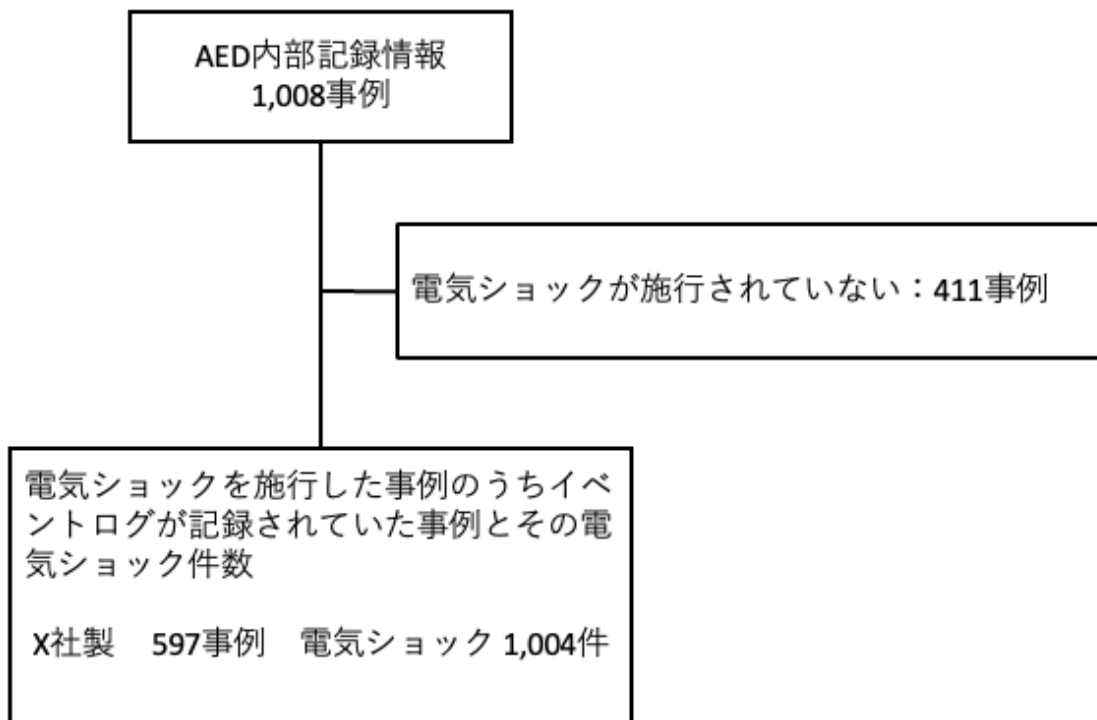 AED内部記録情報
1,008事例
電気ショックが施行されていない：411事例
電気ショックを施行した事例のうちイベ
ントログが記録されていた事例とその電
気ショック件数
X社製　597事例　電気ショック 1,004件